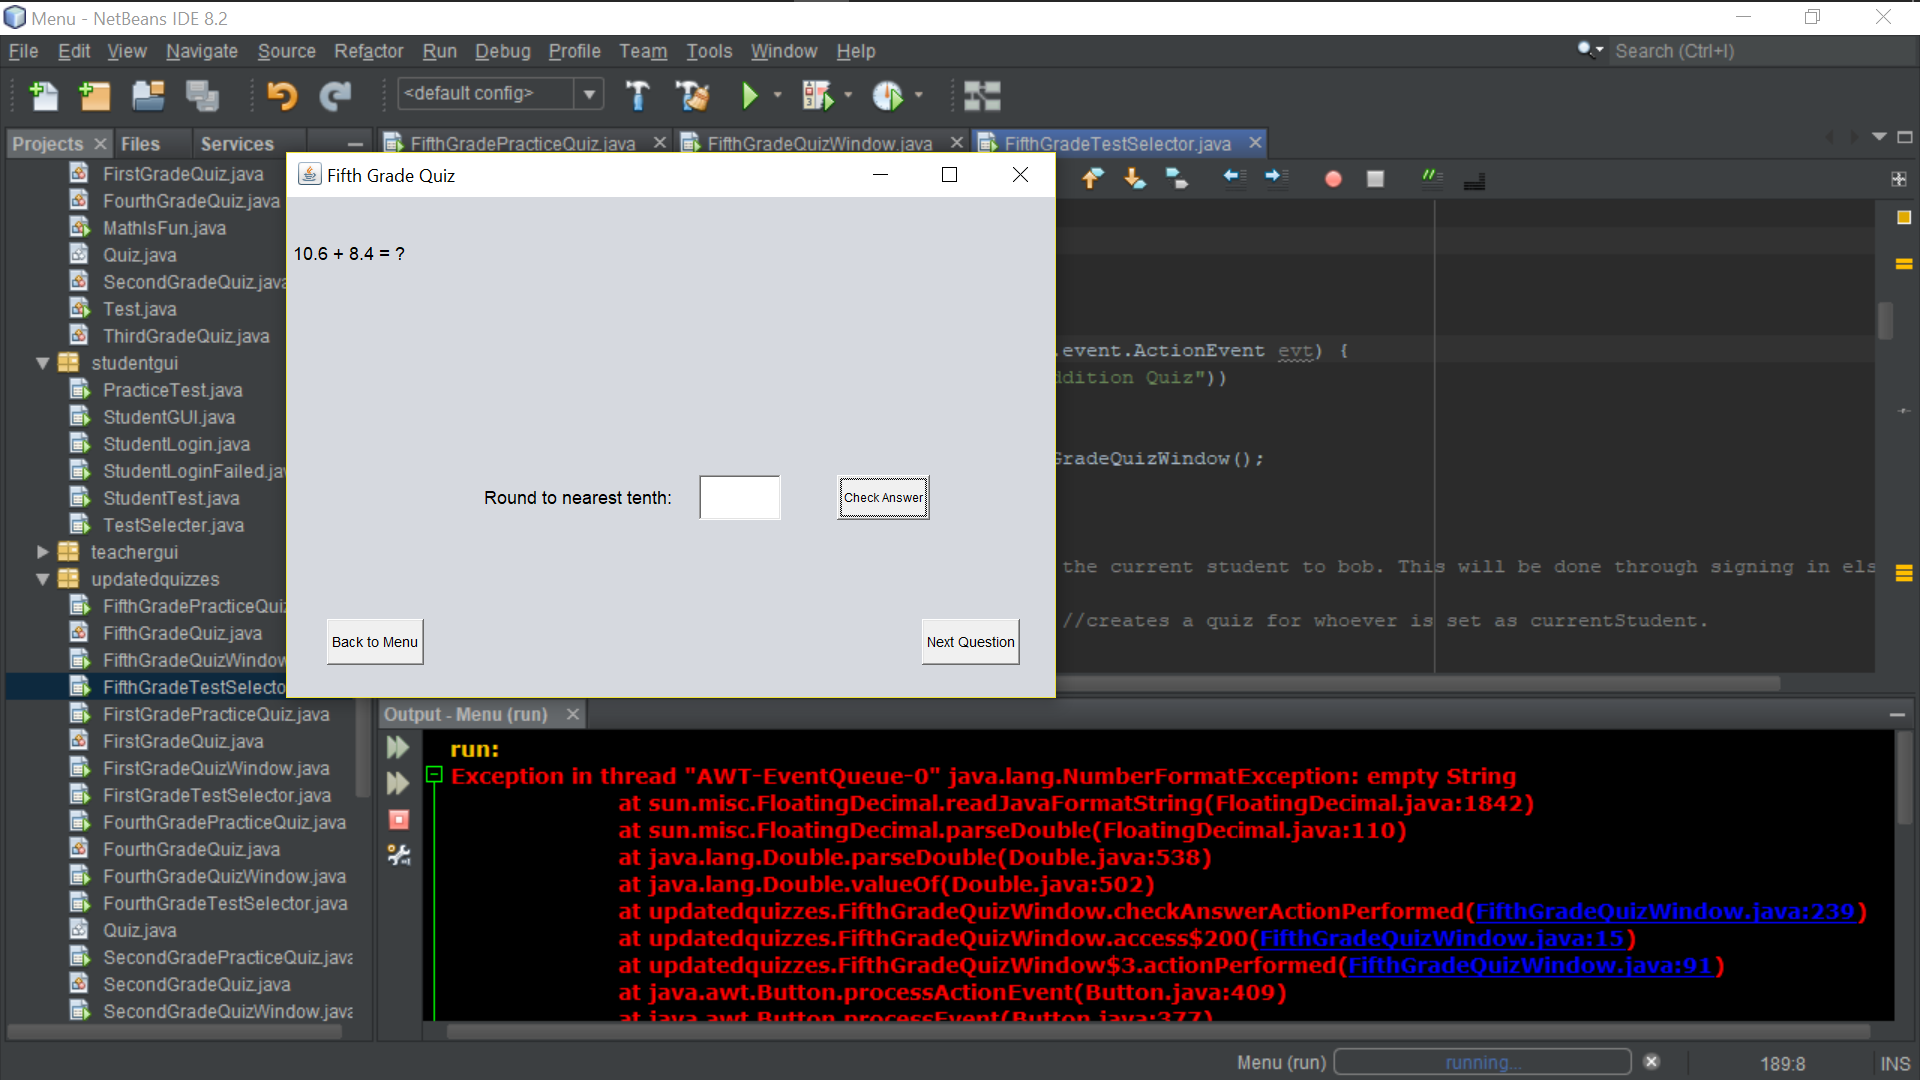 Menu - NetBeans IDE 8.2
File Edit View Navigate Source Refactor Run Debug Profile Team Tools Window Help
Search (Ctrl+I)
<default config>
Projects Files Services
FifthGradePracticeQuiz.java FifthGradeQuizWindow.java FifthGradeTestSelector.java
FirstGradeQuiz.java
FourthGradeQuiz.java
MathIsFun.java
Quiz.java
SecondGradeQuiz.java
Test.java
ThirdGradeQuiz.java
studentgui
PracticeTest.java
StudentGUI.java
StudentLogin.java
StudentLoginFailed.jav
StudentTest.java
TestSelecter.java
teachergui
updatedquizzes
FifthGradePracticeQui
FifthGradeQuiz.java
FifthGradeQuizWindow
FifthGradeTestSelecto
FirstGradePracticeQuiz.java
FirstGradeQuiz.java
FirstGradeQuizWindow.java
FirstGradeTestSelector.java
FourthGradePracticeQuiz.java
FourthGradeQuiz.java
FourthGradeQuizWindow.java
FourthGradeTestSelector.java
Quiz.java
SecondGradePracticeQuiz.java
SecondGradeQuiz.java
SecondGradeQuizWindow.java
Fifth Grade Quiz
10.6 + 8.4 = ?
Round to nearest tenth:
Check Answer
Back to Menu
Next Question
.event.ActionEvent evt) {
ddition Quiz"))
GradeQuizWindow();
the current student to bob. This will be done through signing in els
//creates a quiz for whoever is set as currentStudent.
Output - Menu (run)
run:
Exception in thread "AWT-EventQueue-0" java.lang.NumberFormatException: empty String
at sun.misc.FloatingDecimal.readJavaFormatString(FloatingDecimal.java:1842)
at sun.misc.FloatingDecimal.parseDouble(FloatingDecimal.java:110)
at java.lang.Double.parseDouble(Double.java:538)
at java.lang.Double.valueOf(Double.java:502)
at updatedquizzes.FifthGradeQuizWindow.checkAnswerActionPerformed(FifthGradeQuizWindow.java:239)
at updatedquizzes.FifthGradeQuizWindow.access$200(FifthGradeQuizWindow.java:15)
at updatedquizzes.FifthGradeQuizWindow$3.actionPerformed(FifthGradeQuizWindow.java:91)
at java.awt.Button.processActionEvent(Button.java:409)
at java.awt.Button.processEvent(Button.java:377)
Menu (run) running... 189:8 INS